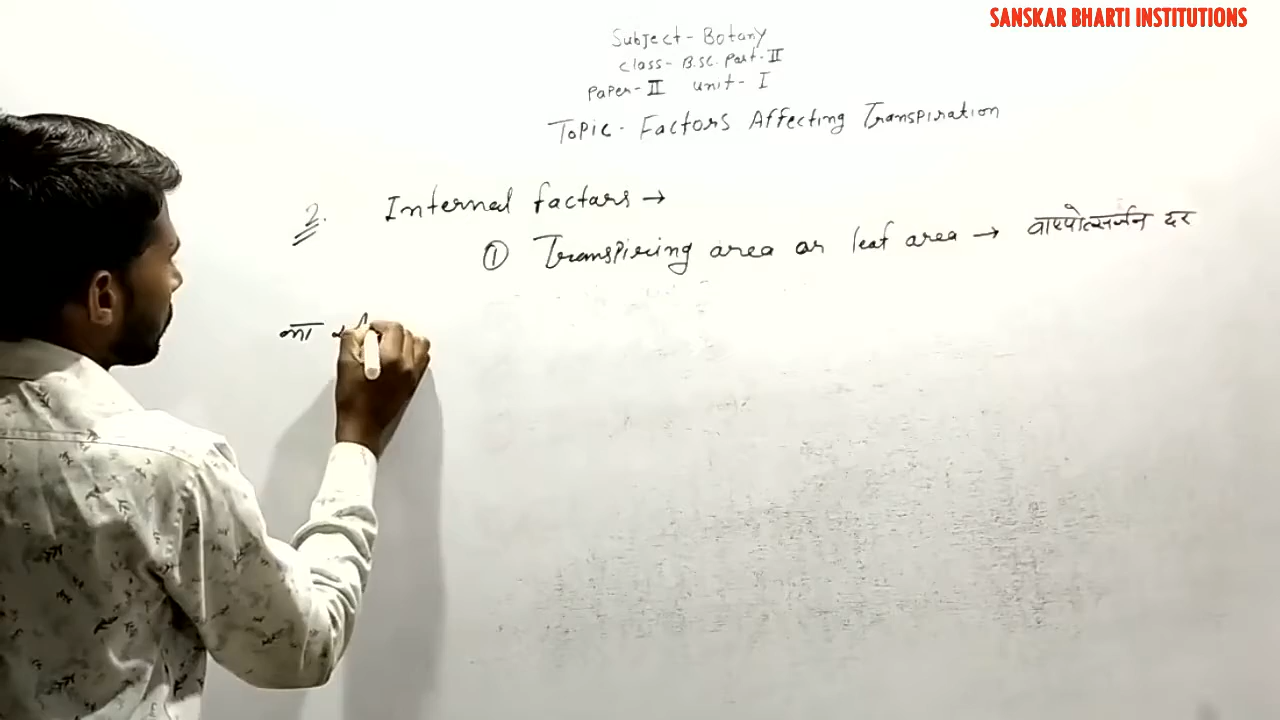 SANSKAR BHARTI INSTITUTIONS
Subject - Botany
Class - B.Sc. Part - II
Paper - II Unit - I
Topic - Factors Affecting Transpiration
2. Internal factors →
① Transpiring area or leaf area → वाष्पोत्सर्जन दर
का